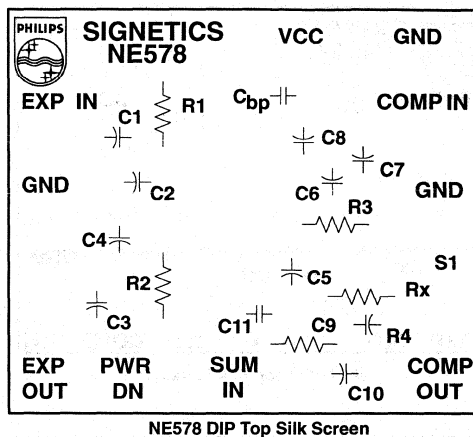 PHILIPS
SIGNETICS
NE578
VCC
GND
EXP IN
C1
R1
Cbp
COMP IN
C8
C7
GND
C2
C6
GND
R3
C4
R2
C5
S1
Rx
C3
C11
C9
R4
EXP
OUT
PWR
DN
SUM
IN
C10
COMP
OUT
NE578 DIP Top Silk Screen